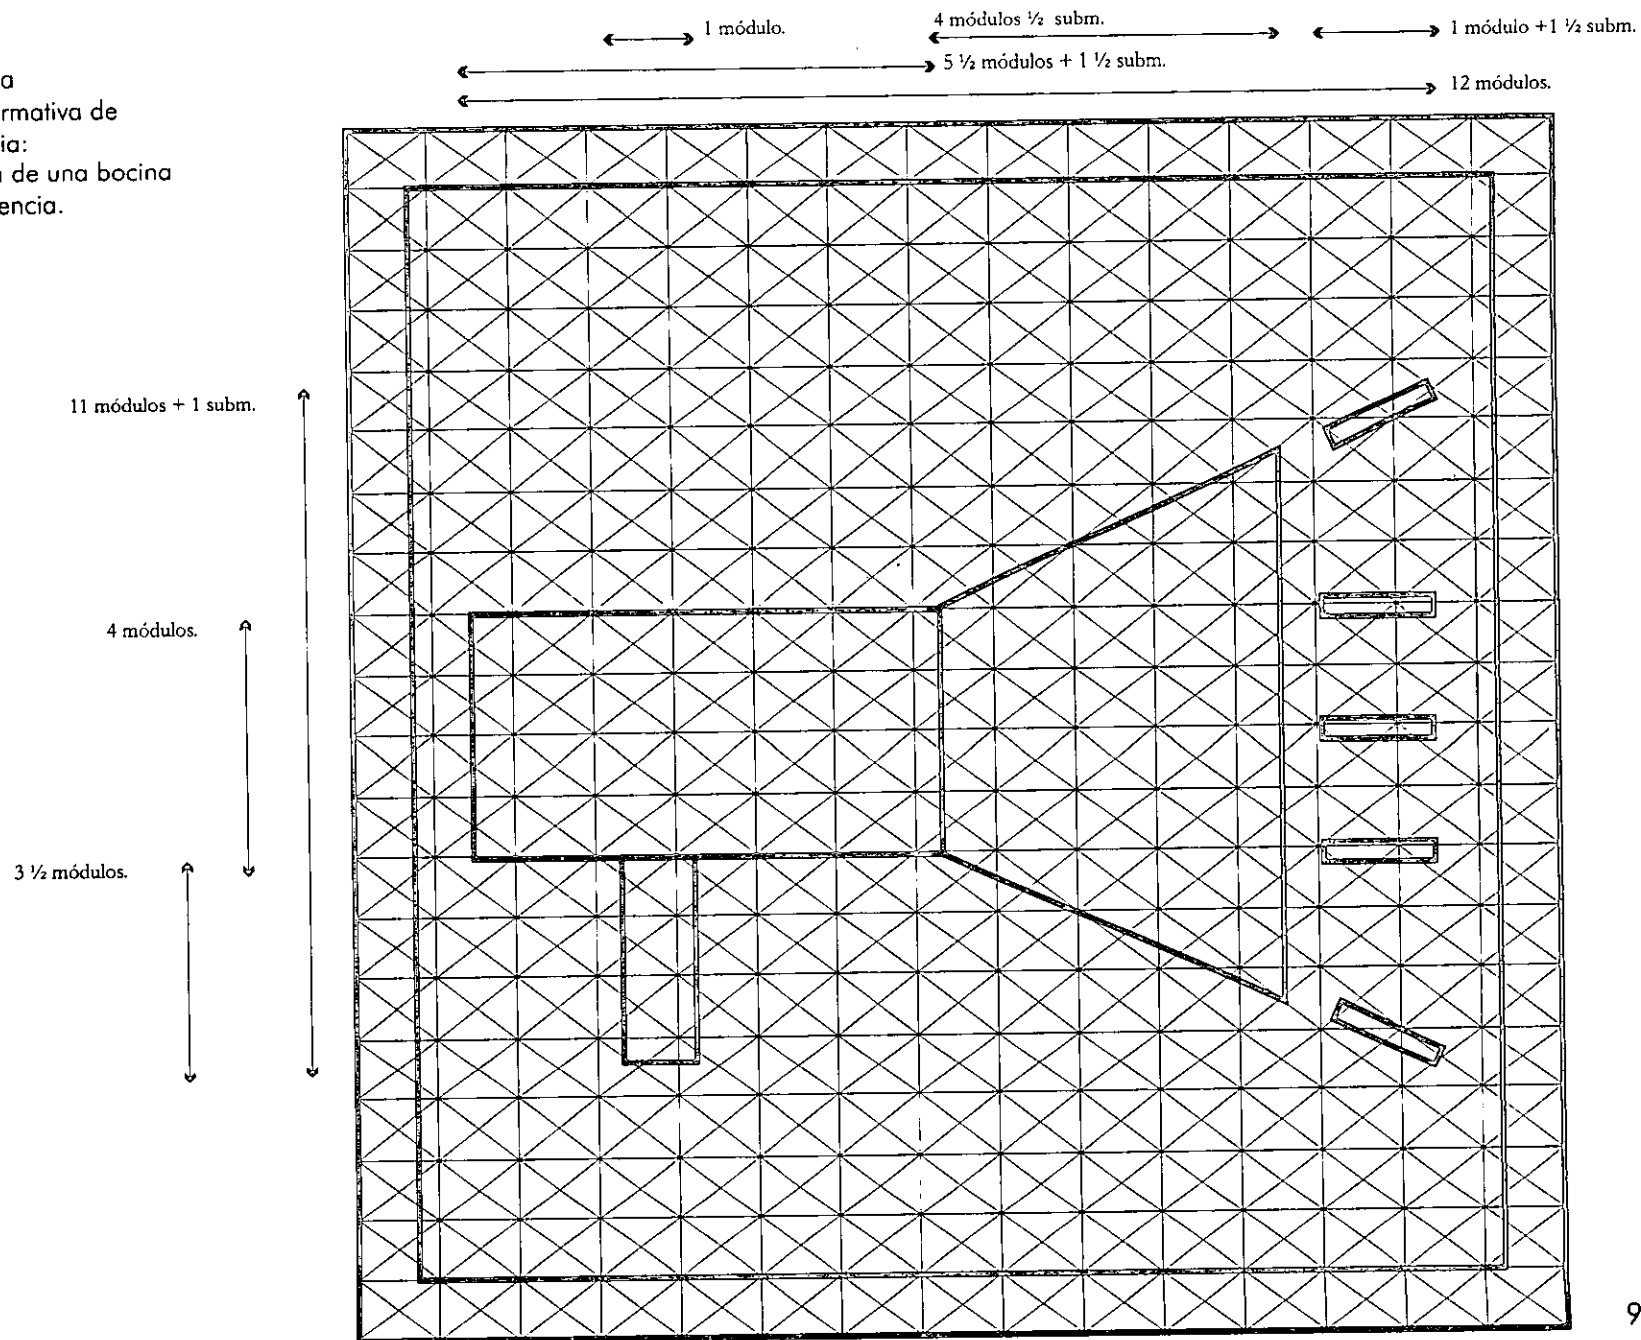 1 módulo.
4 módulos ½ subm.
1 módulo +1 ½ subm.
5 ½ módulos + 1 ½ subm.
12 módulos.
a
rmativa de
ia:
de una bocina
encia.
11 módulos + 1 subm.
4 módulos.
3 ½ módulos.
9